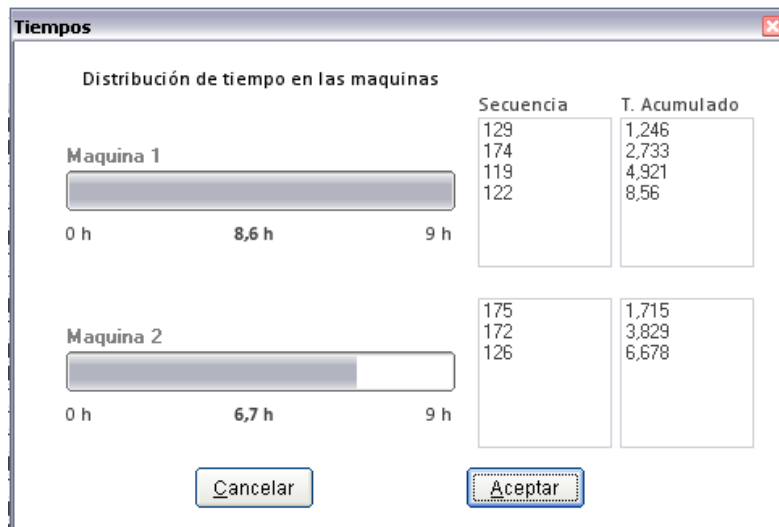 Tiempos
Distribución de tiempo en las maquinas
Secuencia T. Acumulado
Maquina 1
129 1,246
174 2,733
119 4,921
122 8,56
0 h 8,6 h 9 h
Maquina 2
175 1,715
172 3,829
126 6,678
0 h 6,7 h 9 h
Cancelar Aceptar